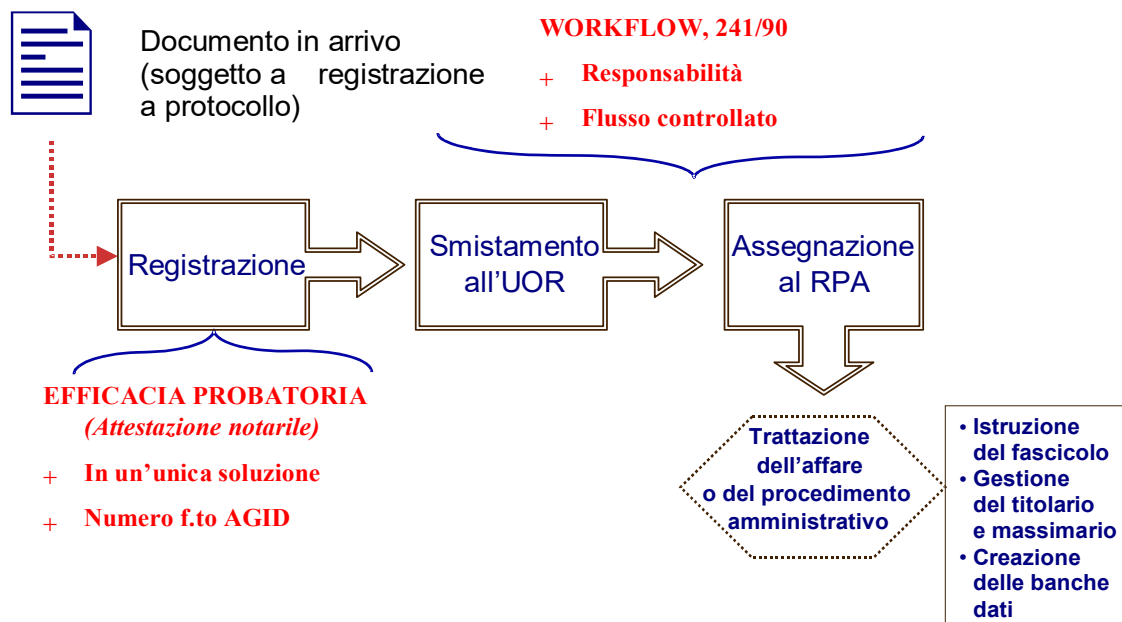 Documento in arrivo
(soggetto a registrazione
a protocollo)
WORKFLOW, 241/90
+ Responsabilità
+ Flusso controllato
Registrazione
Smistamento
all'UOR
Assegnazione
al RPA
EFFICACIA PROBATORIA
(Attestazione notarile)
+ In un'unica soluzione
+ Numero f.to AGID
Trattazione
dell'affare
o del procedimento
amministrativo
• Istruzione
del fascicolo
• Gestione
del titolario
e massimario
• Creazione
delle banche
dati